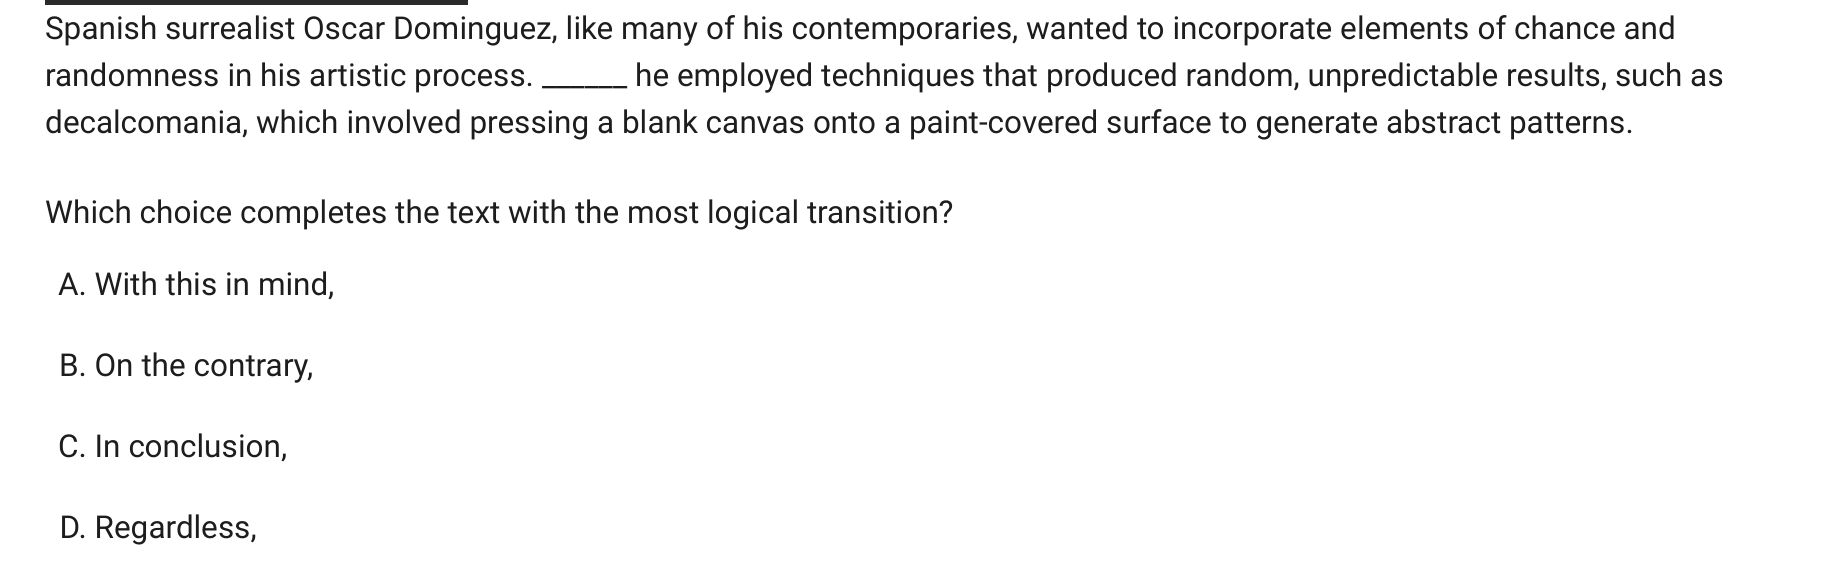 Spanish surrealist Oscar Dominguez, like many of his contemporaries, wanted to incorporate elements of chance and
randomness in his artistic process. ______ he employed techniques that produced random, unpredictable results, such as
decalcomania, which involved pressing a blank canvas onto a paint-covered surface to generate abstract patterns.
Which choice completes the text with the most logical transition?
A. With this in mind,
B. On the contrary,
C. In conclusion,
D. Regardless,